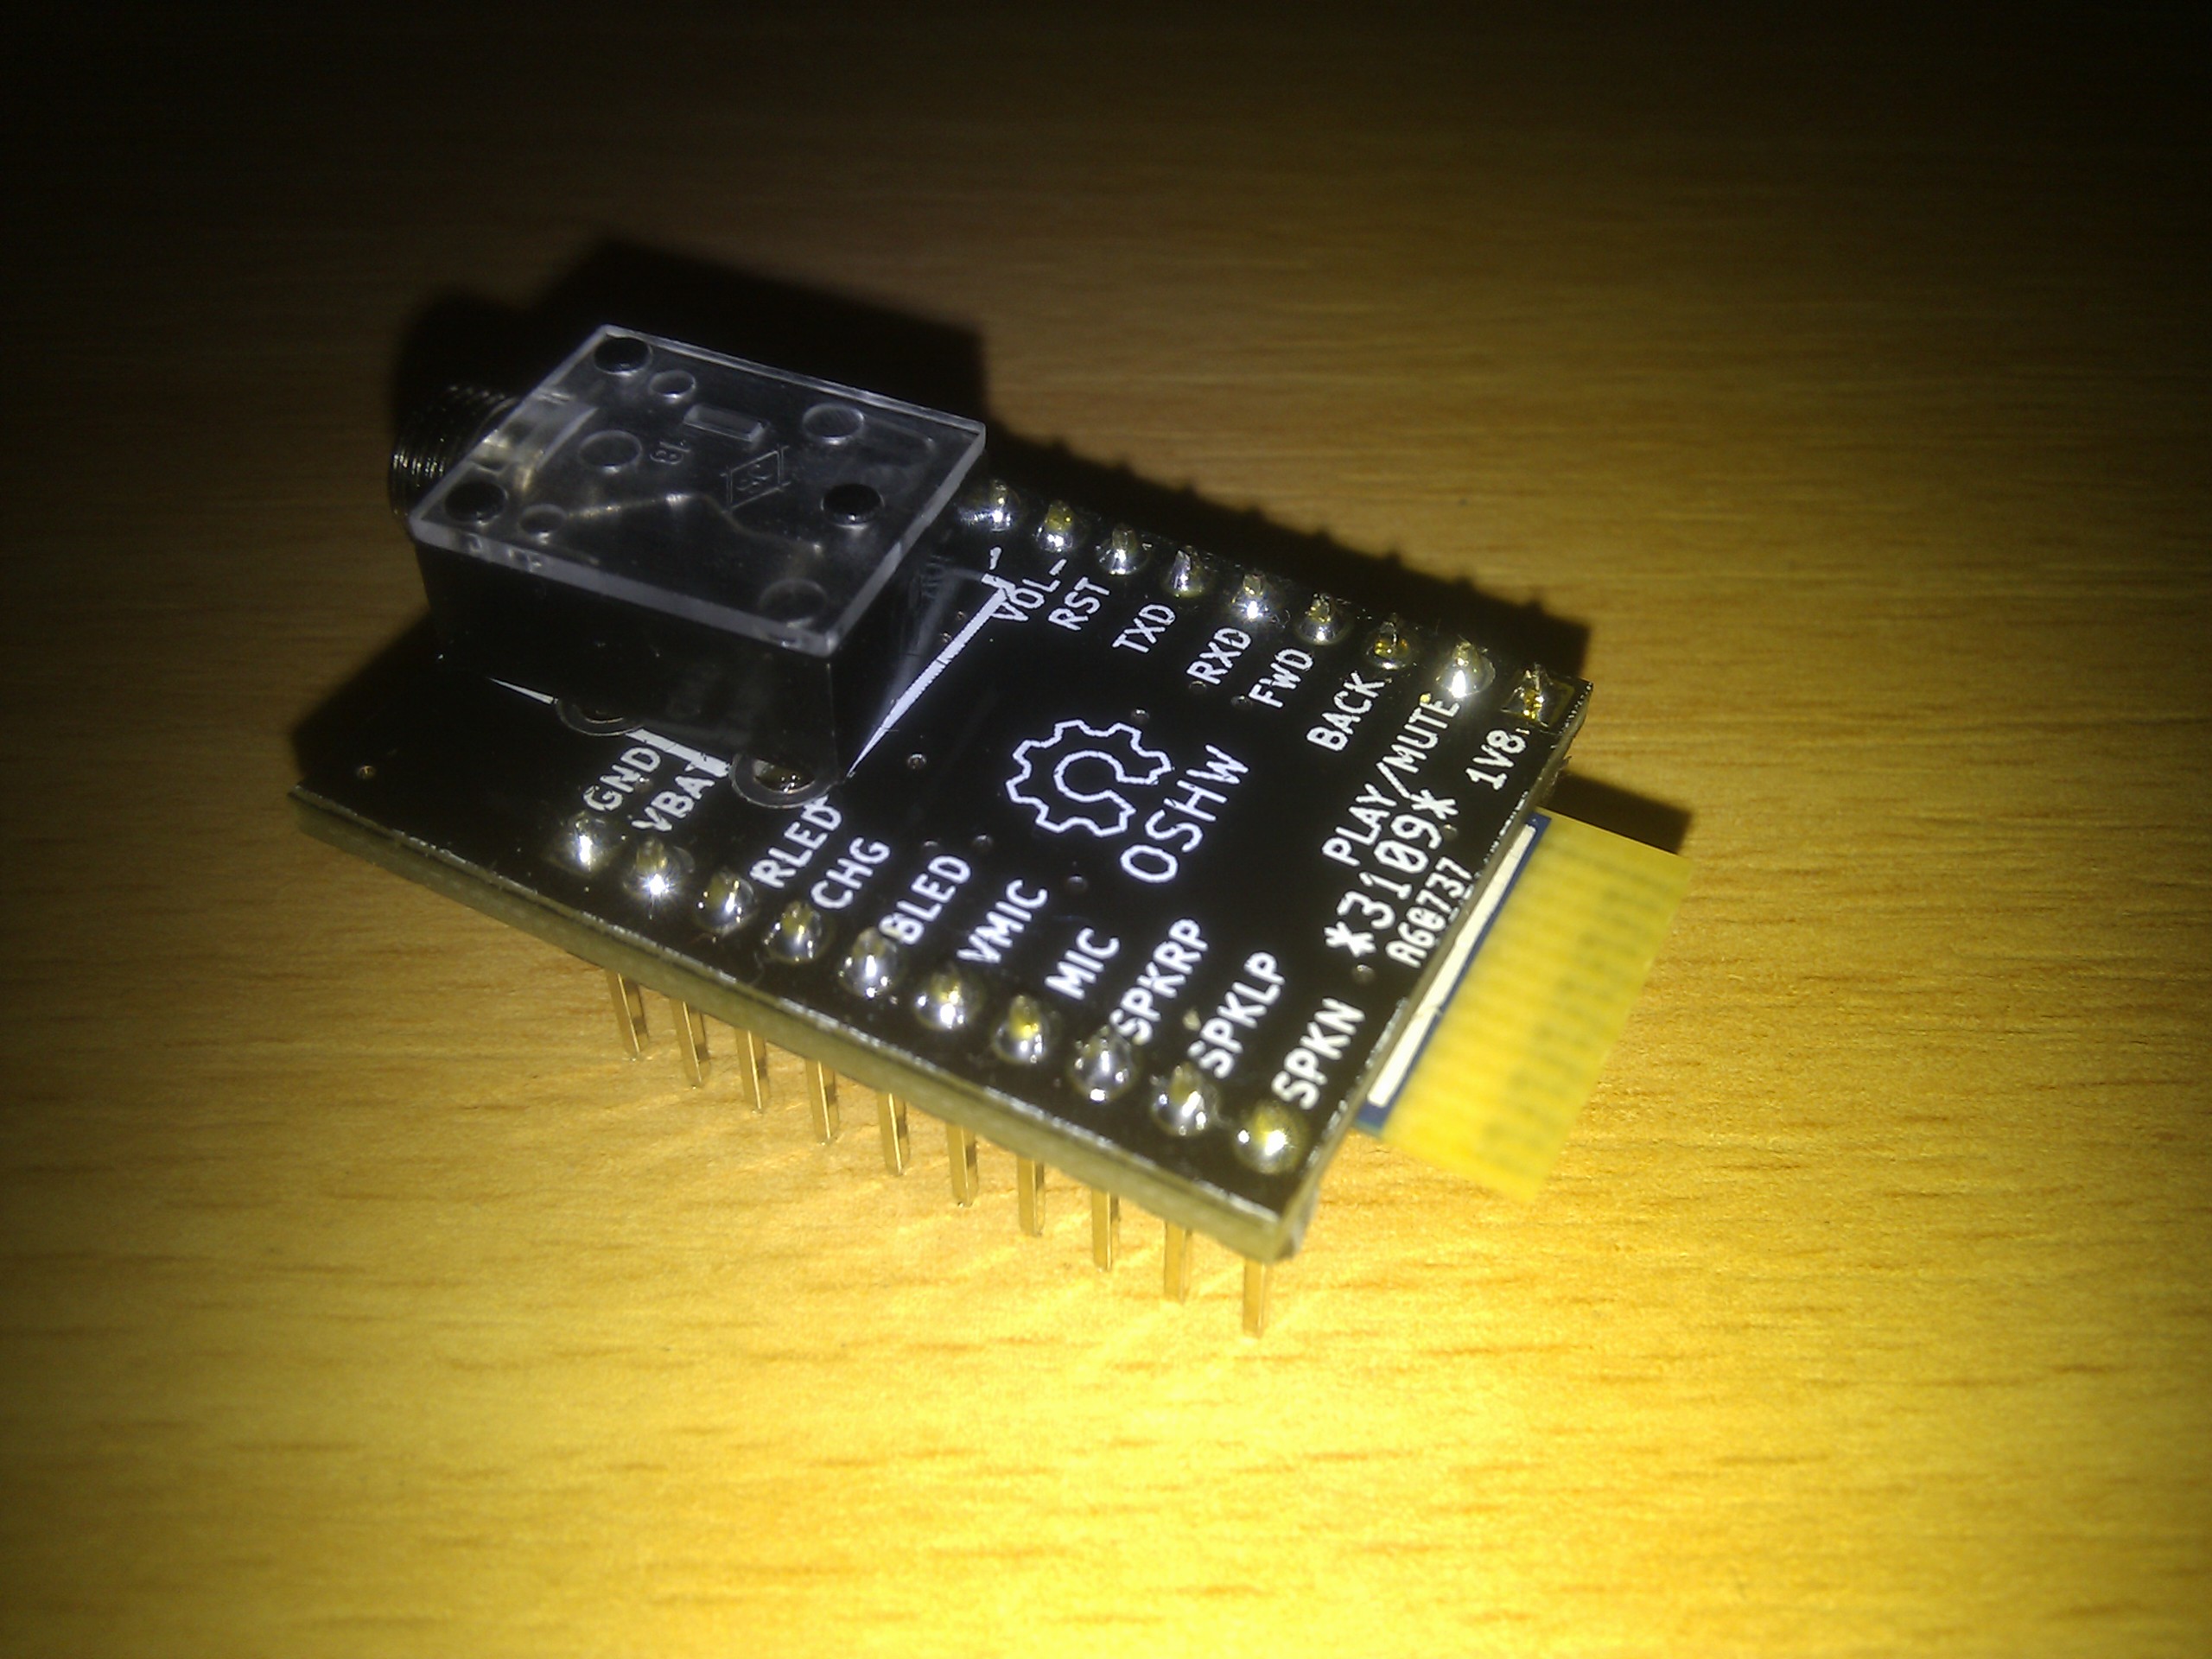 VOL-
RST
TXD
RXD
FWD
BACK
PLAY/MUTE
1V8
GND
VBAT
RLED
CHG
BLED
VMIC
MIC
SPKRP
SPKLP
SPKN
OSHW
*3109*
AG0737